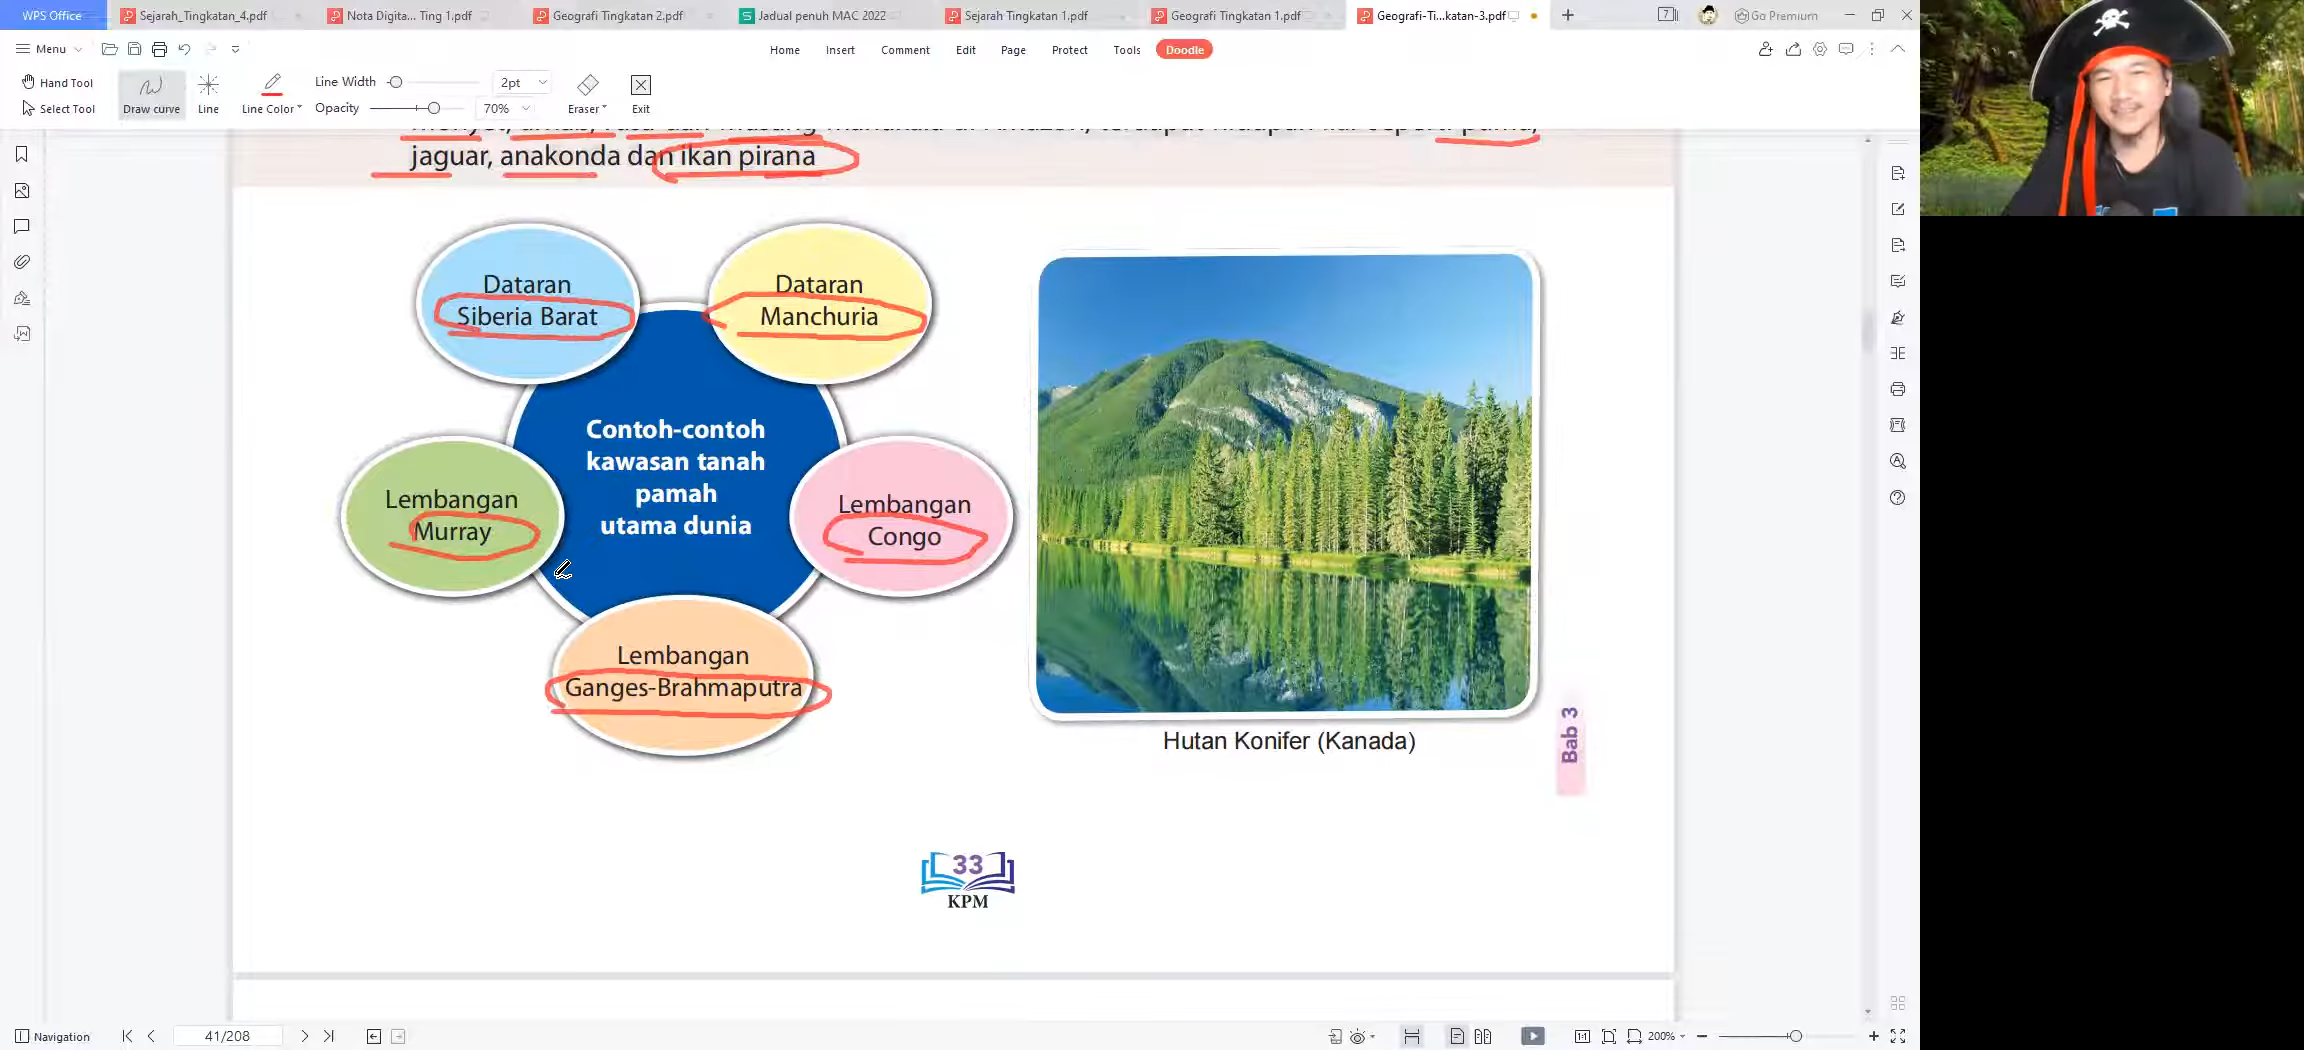 WPS Office
Sejarah_Tingkatan_4.pdf
Nota Digita... Ting 1.pdf
Geografi Tingkatan 2.pdf
Jadual penuh MAC 2022
Sejarah Tingkatan 1.pdf
Geografi Tingkatan 1.pdf
Geografi-Ti...katan-3.pdf
7
Go Premium
Menu
Home
Insert
Comment
Edit
Page
Protect
Tools
Doodle
Hand Tool
Select Tool
Draw curve
Line
Line Color
Line Width
2pt
Opacity
70%
Eraser
Exit
jaguar, anakonda dan ikan pirana
Dataran
Siberia Barat
Dataran
Manchuria
Contoh-contoh
kawasan tanah
pamah
utama dunia
Lembangan
Murray
Lembangan
Congo
Lembangan
Ganges-Brahmaputra
Hutan Konifer (Kanada)
Bab 3
33
KPM
Navigation
41/208
1:1
200%